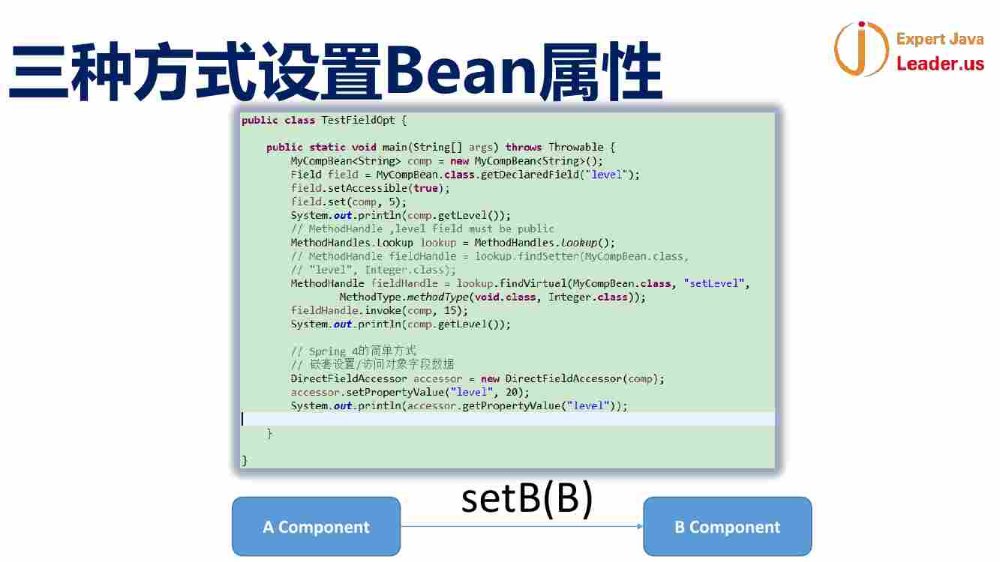 三种方式设置Bean属性
Expert Java
Leader.us
public class TestFieldOpt {
public static void main(String[] args) throws Throwable {
MyCompBean<String> comp = new MyCompBean<String>();
Field field = MyCompBean.class.getDeclaredField("level");
field.setAccessible(true);
field.set(comp, 5);
System.out.println(comp.getLevel());
// MethodHandle ,level field must be public
MethodHandles.Lookup lookup = MethodHandles.lookup();
// MethodHandle fieldHandle = lookup.findSetter(MyCompBean.class,
// "level", Integer.class);
MethodHandle fieldHandle = lookup.findVirtual(MyCompBean.class, "setLevel",
MethodType.methodType(void.class, Integer.class));
fieldHandle.invoke(comp, 15);
System.out.println(comp.getLevel());
// Spring 4的简单方式
// 嵌套设置/访问对象字段数据
DirectFieldAccessor accessor = new DirectFieldAccessor(comp);
accessor.setPropertyValue("level", 20);
System.out.println(accessor.getPropertyValue("level"));
}
}
setB(B)
A Component
B Component